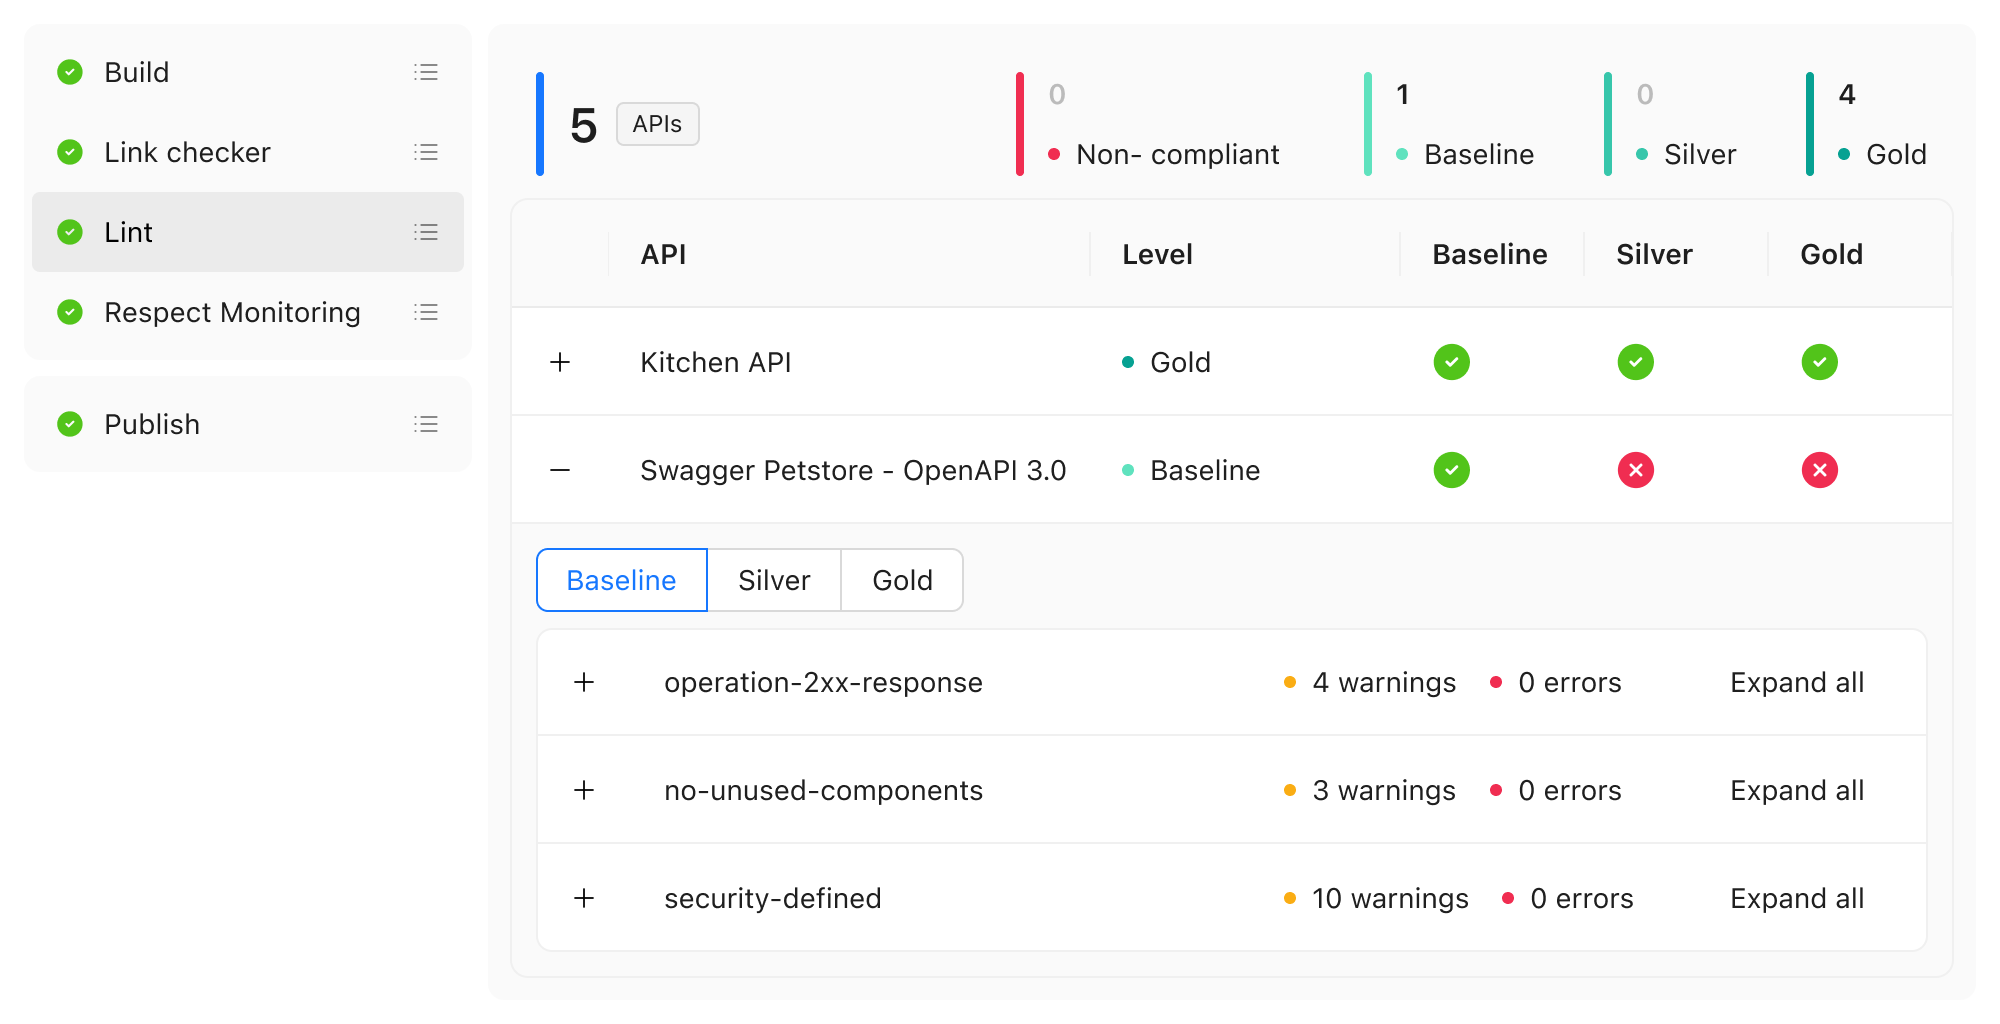 Build
Link checker
Lint
Respect Monitoring
Publish
5 APIs
0
Non- compliant
1
Baseline
0
Silver
4
Gold
API Level Baseline Silver Gold
Kitchen API Gold
Swagger Petstore - OpenAPI 3.0 Baseline
Baseline Silver Gold
operation-2xx-response 4 warnings 0 errors Expand all
no-unused-components 3 warnings 0 errors Expand all
security-defined 10 warnings 0 errors Expand all